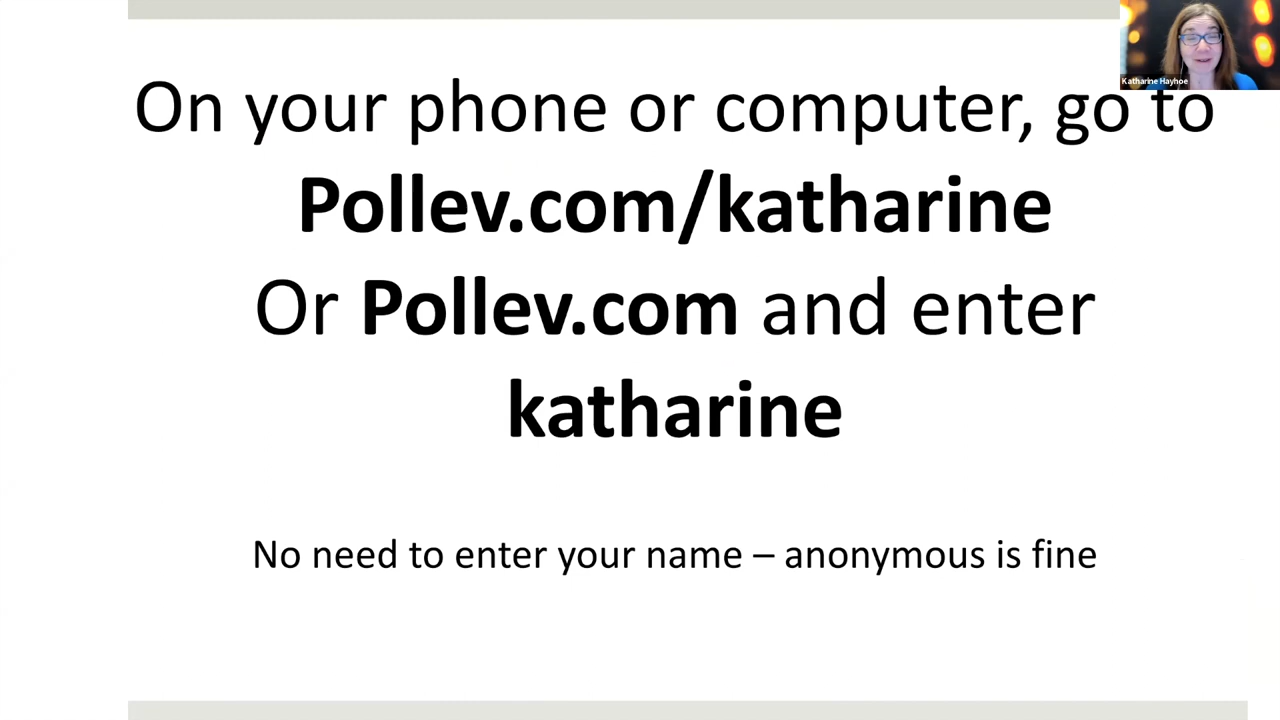 Katharine Hayhoe
On your phone or computer, go to
Pollev.com/katharine
Or Pollev.com and enter
katharine
No need to enter your name – anonymous is fine